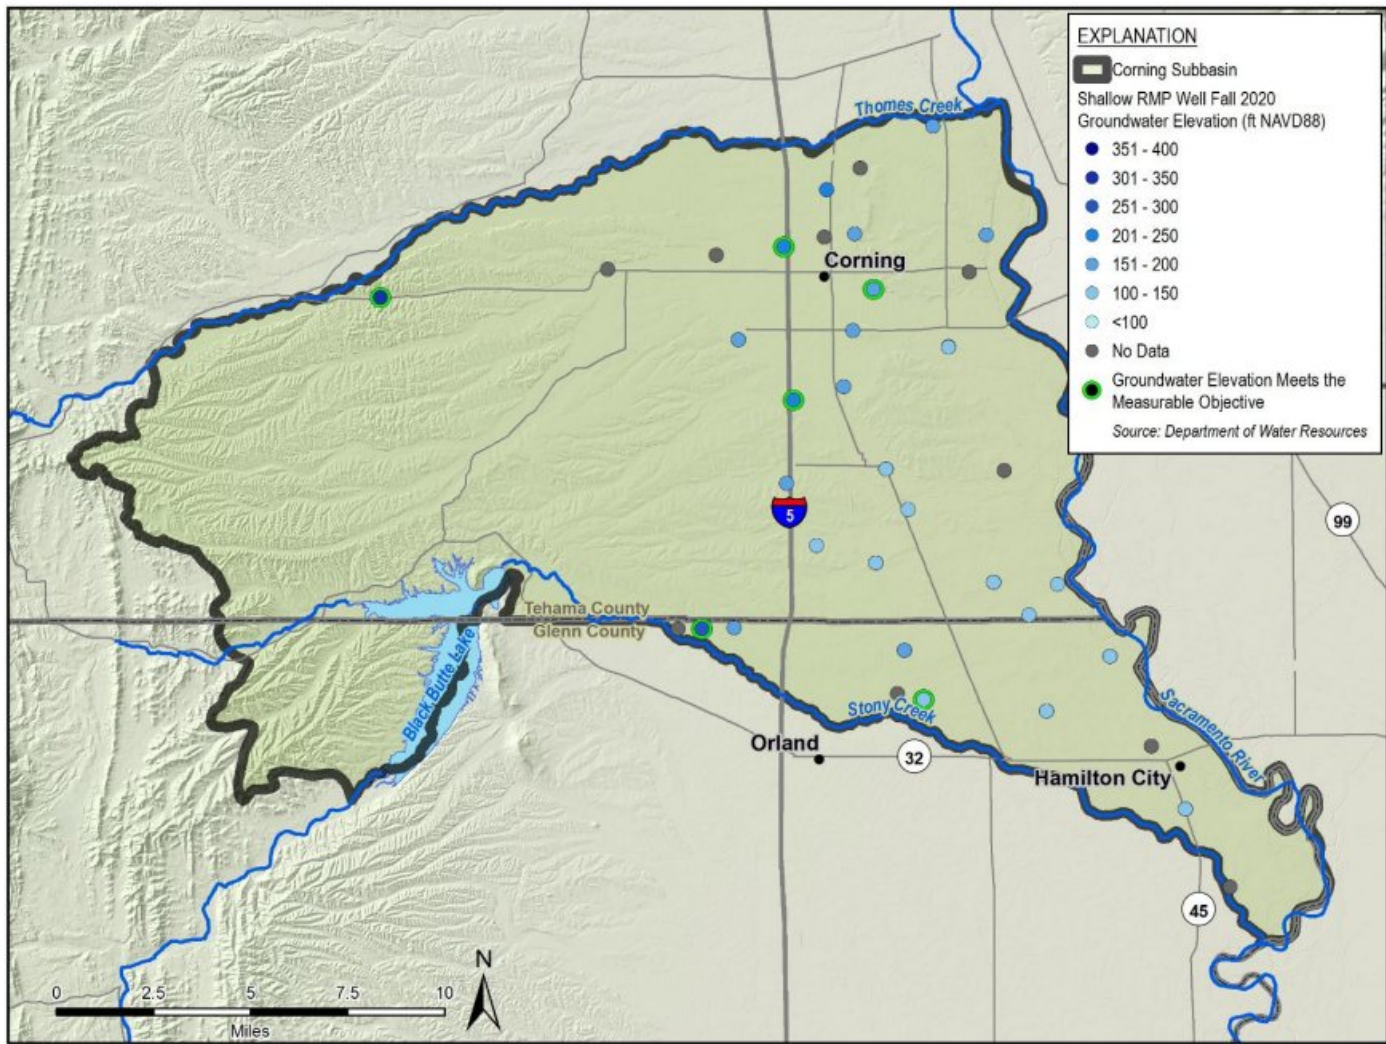 EXPLANATION
Corning Subbasin
Shallow RMP Well Fall 2020
Groundwater Elevation (ft NAVD88)
351 - 400
301 - 350
251 - 300
201 - 250
151 - 200
100 - 150
<100
No Data
Groundwater Elevation Meets the
Measurable Objective
Source: Department of Water Resources
Thomes Creek
Corning
5
99
Tehama County
Glenn County
Black Butte Lake
Stony Creek
Sacramento River
Orland
32
Hamilton City
45
N
0 2.5 5 7.5 10
Miles